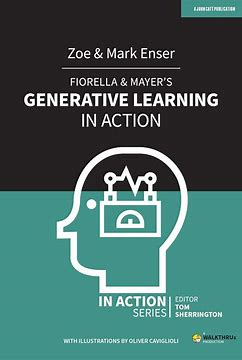 A JOHN CATT PUBLICATION
Zoe & Mark Enser
FIORELLA & MAYER'S
GENERATIVE LEARNING
IN ACTION
IN ACTION
SERIES
EDITOR
TOM
SHERRINGTON
WITH ILLUSTRATIONS BY OLIVER CAVIGLIOLI
WALKTHRUs
PRODUCTION